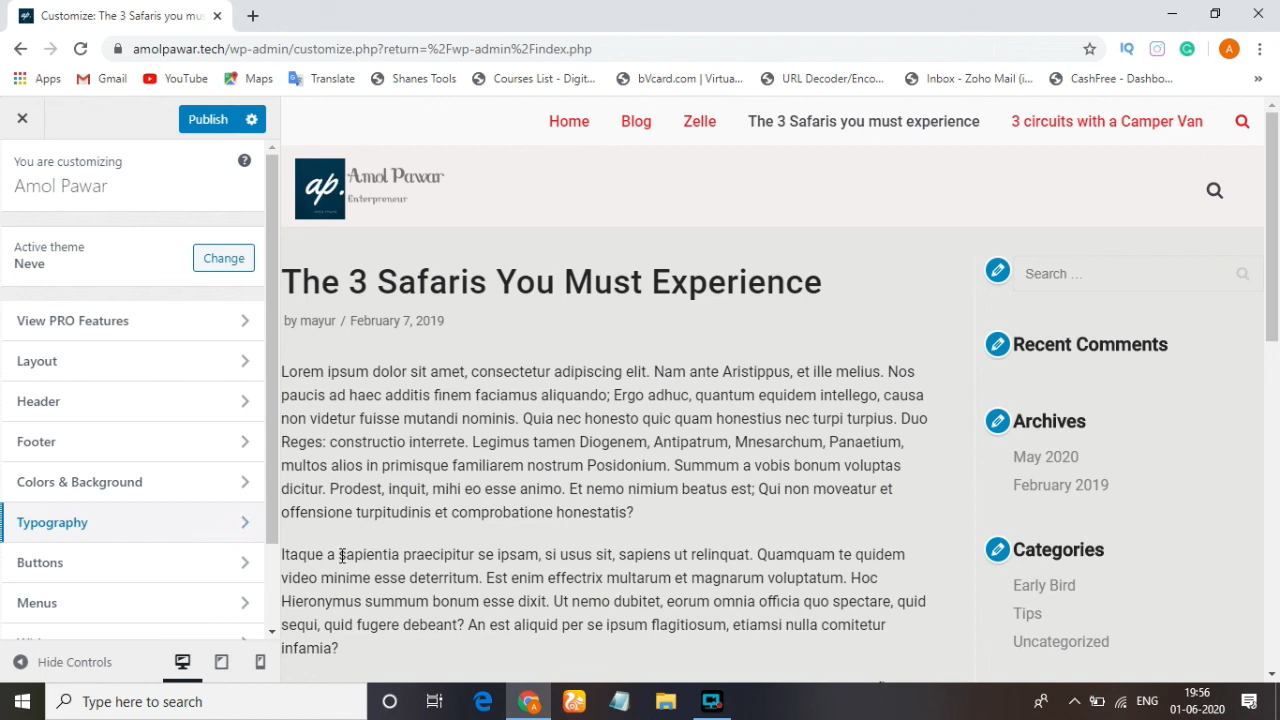 Customize: The 3 Safaris you mus
amolpawar.tech/wp-admin/customize.php?return=%2Fwp-admin%2Findex.php
A
Apps
Gmail
YouTube
Maps
Translate
Shanes Tools
Courses List - Digit...
bVcard.com | Virtua...
URL Decoder/Enco...
Inbox - Zoho Mail (i...
CashFree - Dashbo...
»
Publish
You are customizing
Amol Pawar
Active theme
Neve
Change
View PRO Features
Layout
Header
Footer
Colors & Background
Typography
Buttons
Menus
Hide Controls
Home
Blog
Zelle
The 3 Safaris you must experience
3 circuits with a Camper Van
ap.
Amol Pawar
Enterpreneur
The 3 Safaris You Must Experience
by mayur / February 7, 2019
Lorem ipsum dolor sit amet, consectetur adipiscing elit. Nam ante Aristippus, et ille melius. Nos
paucis ad haec additis finem faciamus aliquando; Ergo adhuc, quantum equidem intellego, causa
non videtur fuisse mutandi nominis. Quia nec honesto quic quam honestius nec turpi turpius. Duo
Reges: constructio interrete. Legimus tamen Diogenem, Antipatrum, Mnesarchum, Panaetium,
multos alios in primisque familiarem nostrum Posidonium. Summum a vobis bonum voluptas
dicitur. Prodest, inquit, mihi eo esse animo. Et nemo nimium beatus est; Qui non moveatur et
offensione turpitudinis et comprobatione honestatis?
Itaque a sapientia praecipitur se ipsam, si usus sit, sapiens ut relinquat. Quamquam te quidem
video minime esse deterritum. Est enim effectrix multarum et magnarum voluptatum. Hoc
Hieronymus summum bonum esse dixit. Ut nemo dubitet, eorum omnia officia quo spectare, quid
sequi, quid fugere debeant? An est aliquid per se ipsum flagitiosum, etiamsi nulla comitetur
infamia?
Search …
Recent Comments
Archives
May 2020
February 2019
Categories
Early Bird
Tips
Uncategorized
Type here to search
ENG
19:56
01-06-2020